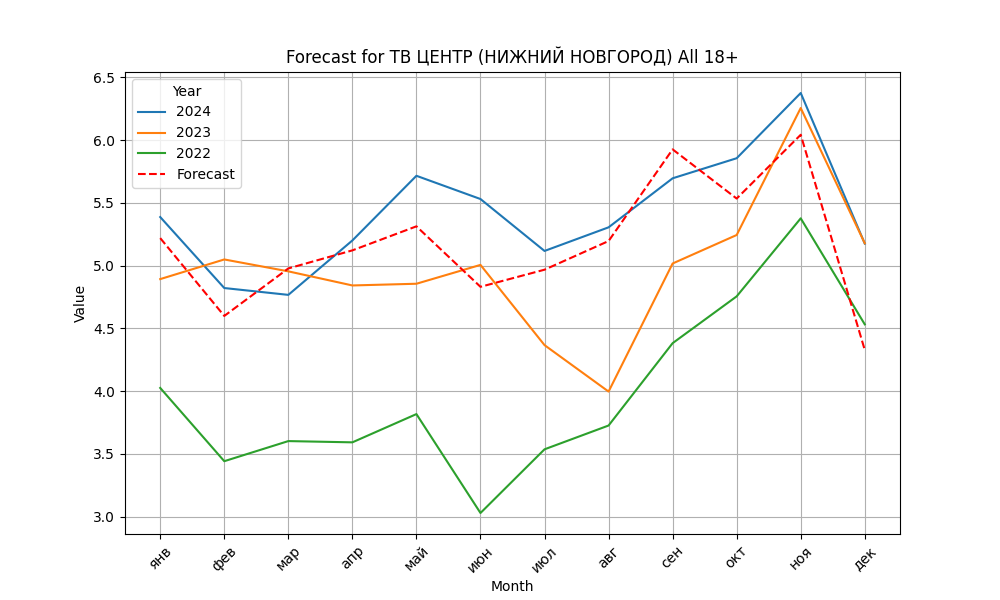 Forecast for ТВ ЦЕНТР (НИЖНИЙ НОВГОРОД) All 18+
Year
2024
2023
2022
Forecast
6.5
6.0
5.5
5.0
4.5
4.0
3.5
3.0
Value
янв
фев
мар
апр
май
июн
июл
авг
сен
окт
ноя
дек
Month